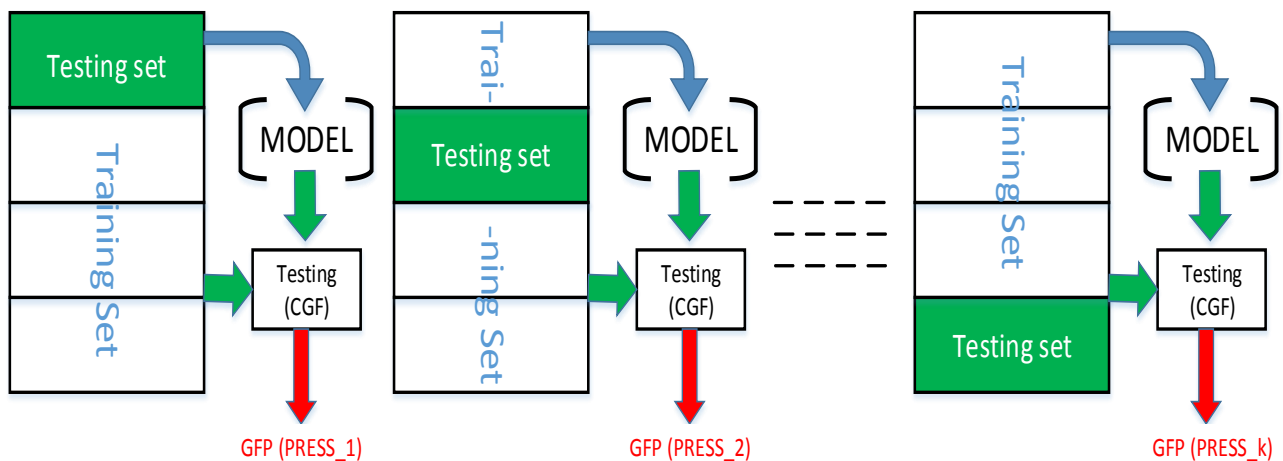 Testing set
Training Set
MODEL
Testing
(CGF)
GFP (PRESS_1)
Trai-
Testing set
-ning Set
MODEL
Testing
(CGF)
GFP (PRESS_2)
Training Set
Testing set
MODEL
Testing
(CGF)
GFP (PRESS_k)